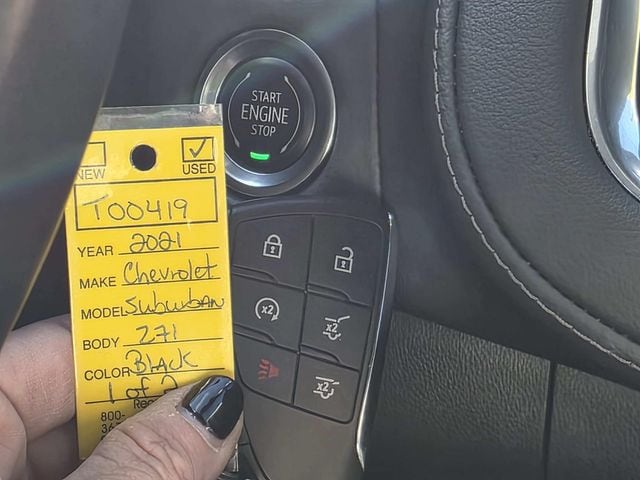 START
ENGINE
STOP
NEW USED
T00419
YEAR 2021
MAKE Chevrolet
MODEL Suburban
BODY Z71
COLOR BLACK
1 of 2
800-
x2
x2
x2